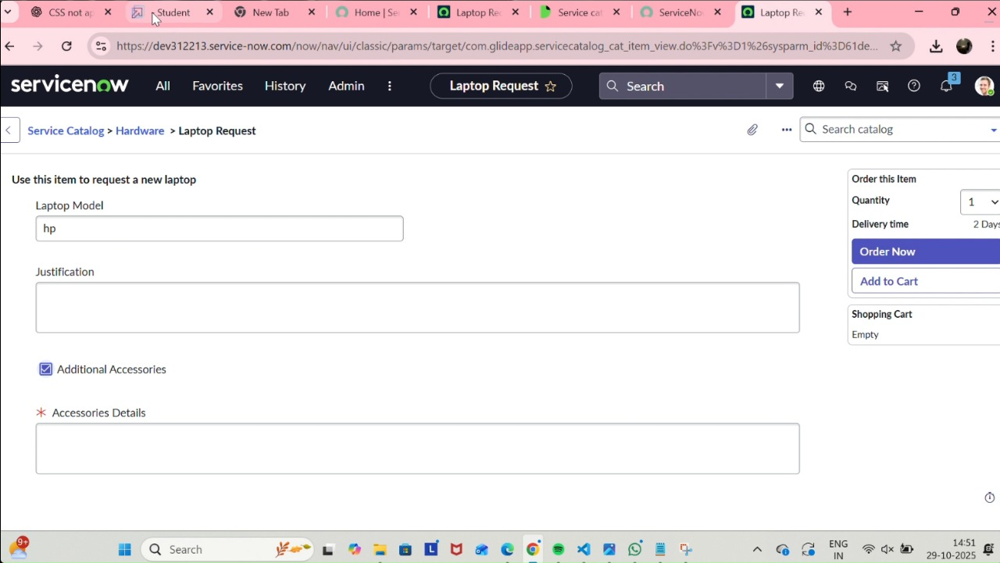 CSS not ap
Student
New Tab
Home | Se
Laptop Rec
Service cat
ServiceNo
Laptop Re
https://dev312213.service-now.com/now/nav/ui/classic/params/target/com.glideapp.servicecatalog_cat_item_view.do%3Fv%3D1%26sysparm_id%3D61de...
servicenow
All
Favorites
History
Admin
Laptop Request
Search
3
Service Catalog > Hardware > Laptop Request
Search catalog
Use this item to request a new laptop
Laptop Model
hp
Justification
Additional Accessories
* Accessories Details
Order this Item
Quantity
1
Delivery time
2 Days
Order Now
Add to Cart
Shopping Cart
Empty
9+
Search
ENG
IN
14:51
29-10-2025